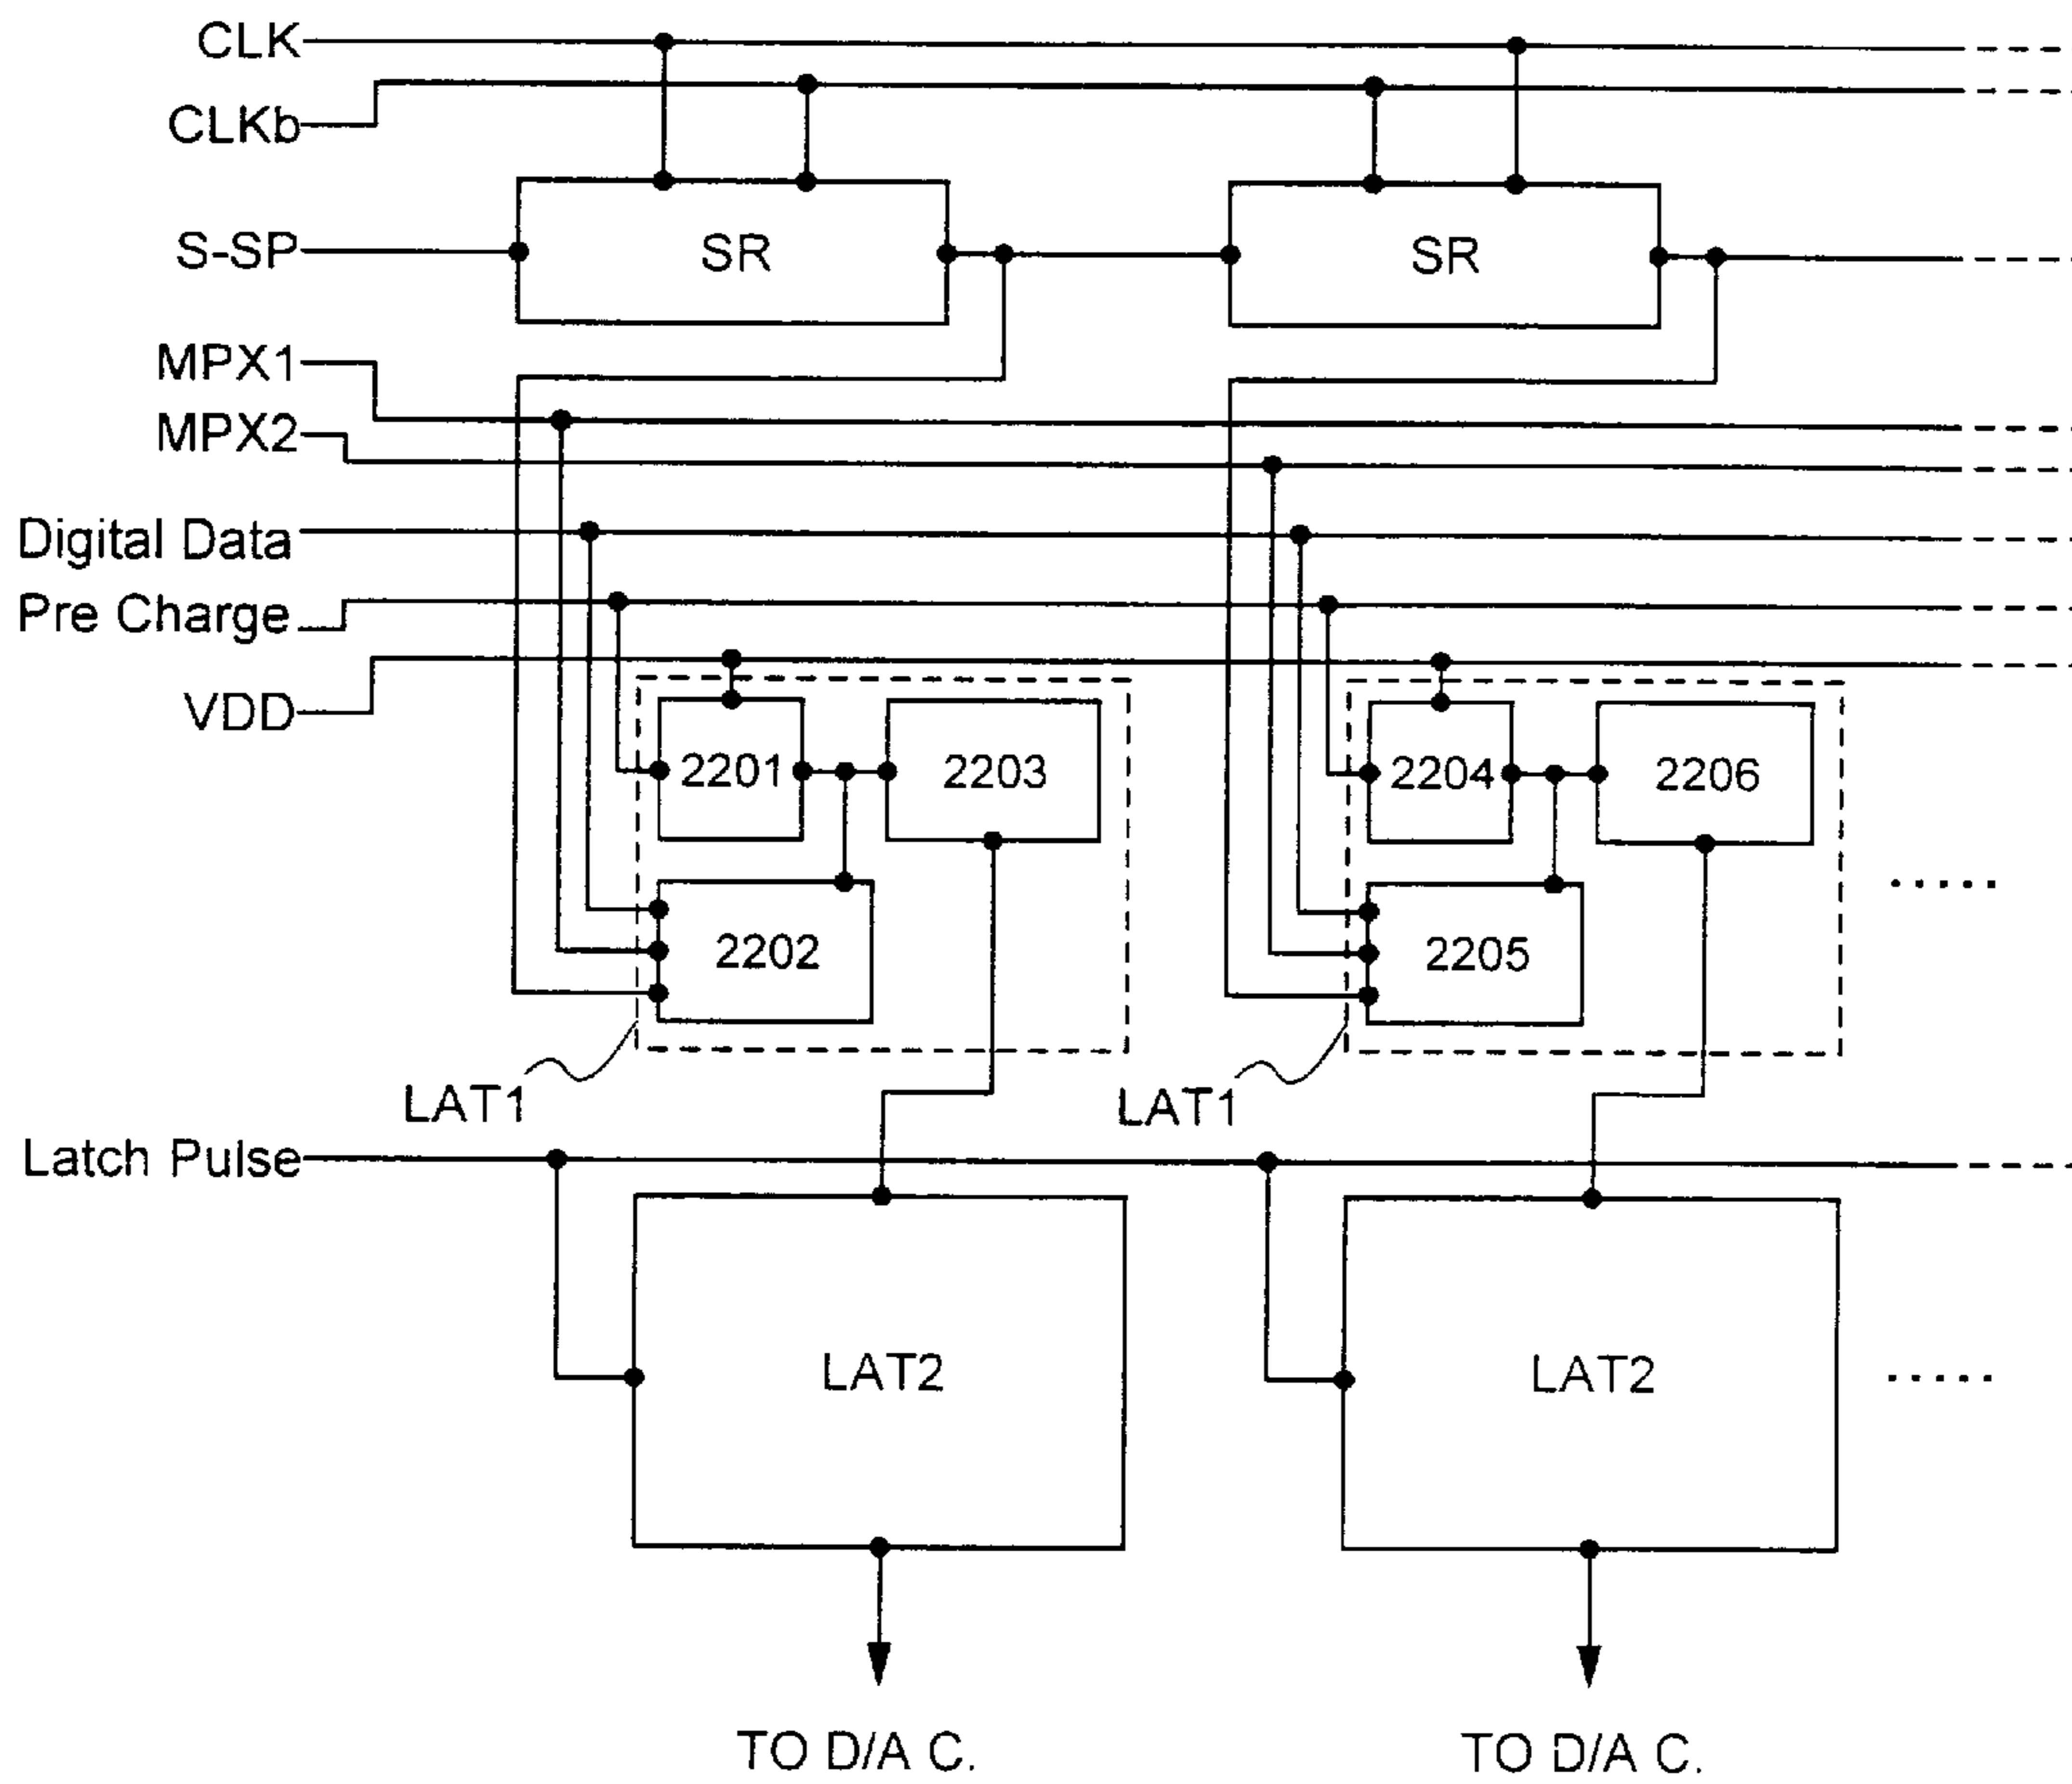 CLK
CLKb
S-SP
SR
SR
MPX1
MPX2
Digital Data
Pre Charge
VDD
2201
2203
2204
2206
2202
2205
LAT1
LAT1
Latch Pulse
LAT2
LAT2
TO D/A C.
TO D/A C.